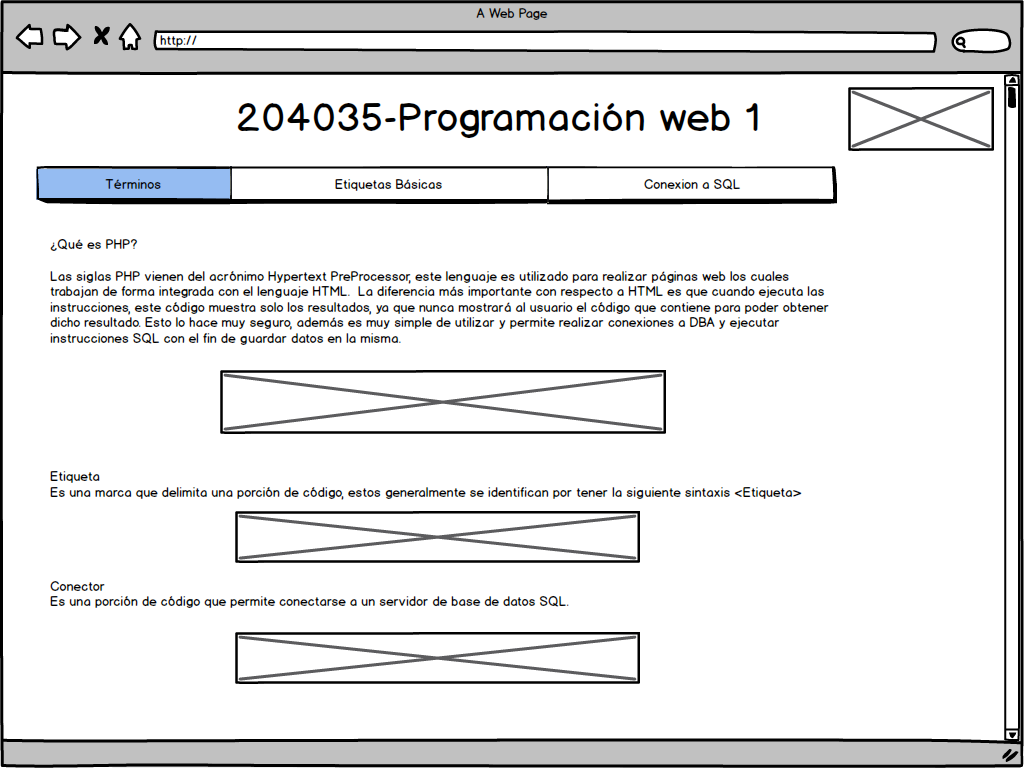 A Web Page
http://
204035-Programación web 1
Términos
Etiquetas Básicas
Conexion a SQL
¿Qué es PHP?
Las siglas PHP vienen del acrónimo Hypertext PreProcessor, este lenguaje es utilizado para realizar páginas web los cuales
trabajan de forma integrada con el lenguaje HTML.  La diferencia más importante con respecto a HTML es que cuando ejecuta las
instrucciones, este código muestra solo los resultados, ya que nunca mostrará al usuario el código que contiene para poder obtener
dicho resultado. Esto lo hace muy seguro, además es muy simple de utilizar y permite realizar conexiones a DBA y ejecutar
instrucciones SQL con el fin de guardar datos en la misma.
Etiqueta
Es una marca que delimita una porción de código, estos generalmente se identifican por tener la siguiente sintaxis <Etiqueta>
Conector
Es una porción de código que permite conectarse a un servidor de base de datos SQL.